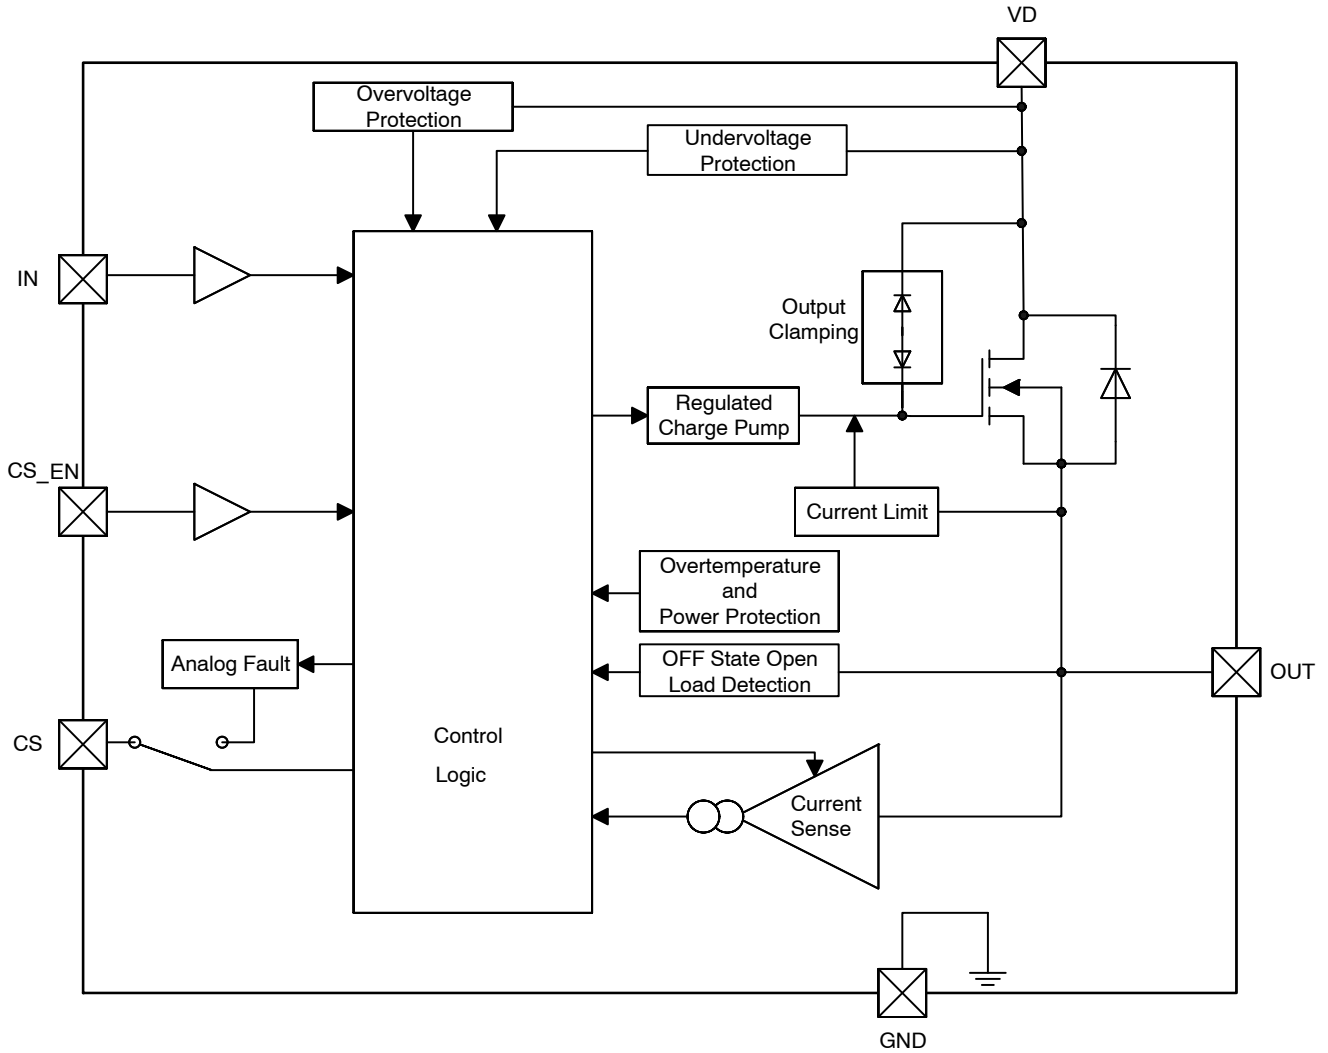 VD
Overvoltage
Protection
Undervoltage
Protection
IN
Output
Clamping
Regulated
Charge Pump
CS_EN
Current Limit
Overtemperature
and
Power Protection
Analog Fault
OFF State Open
Load Detection
OUT
CS
Control
Logic
Current
Sense
GND